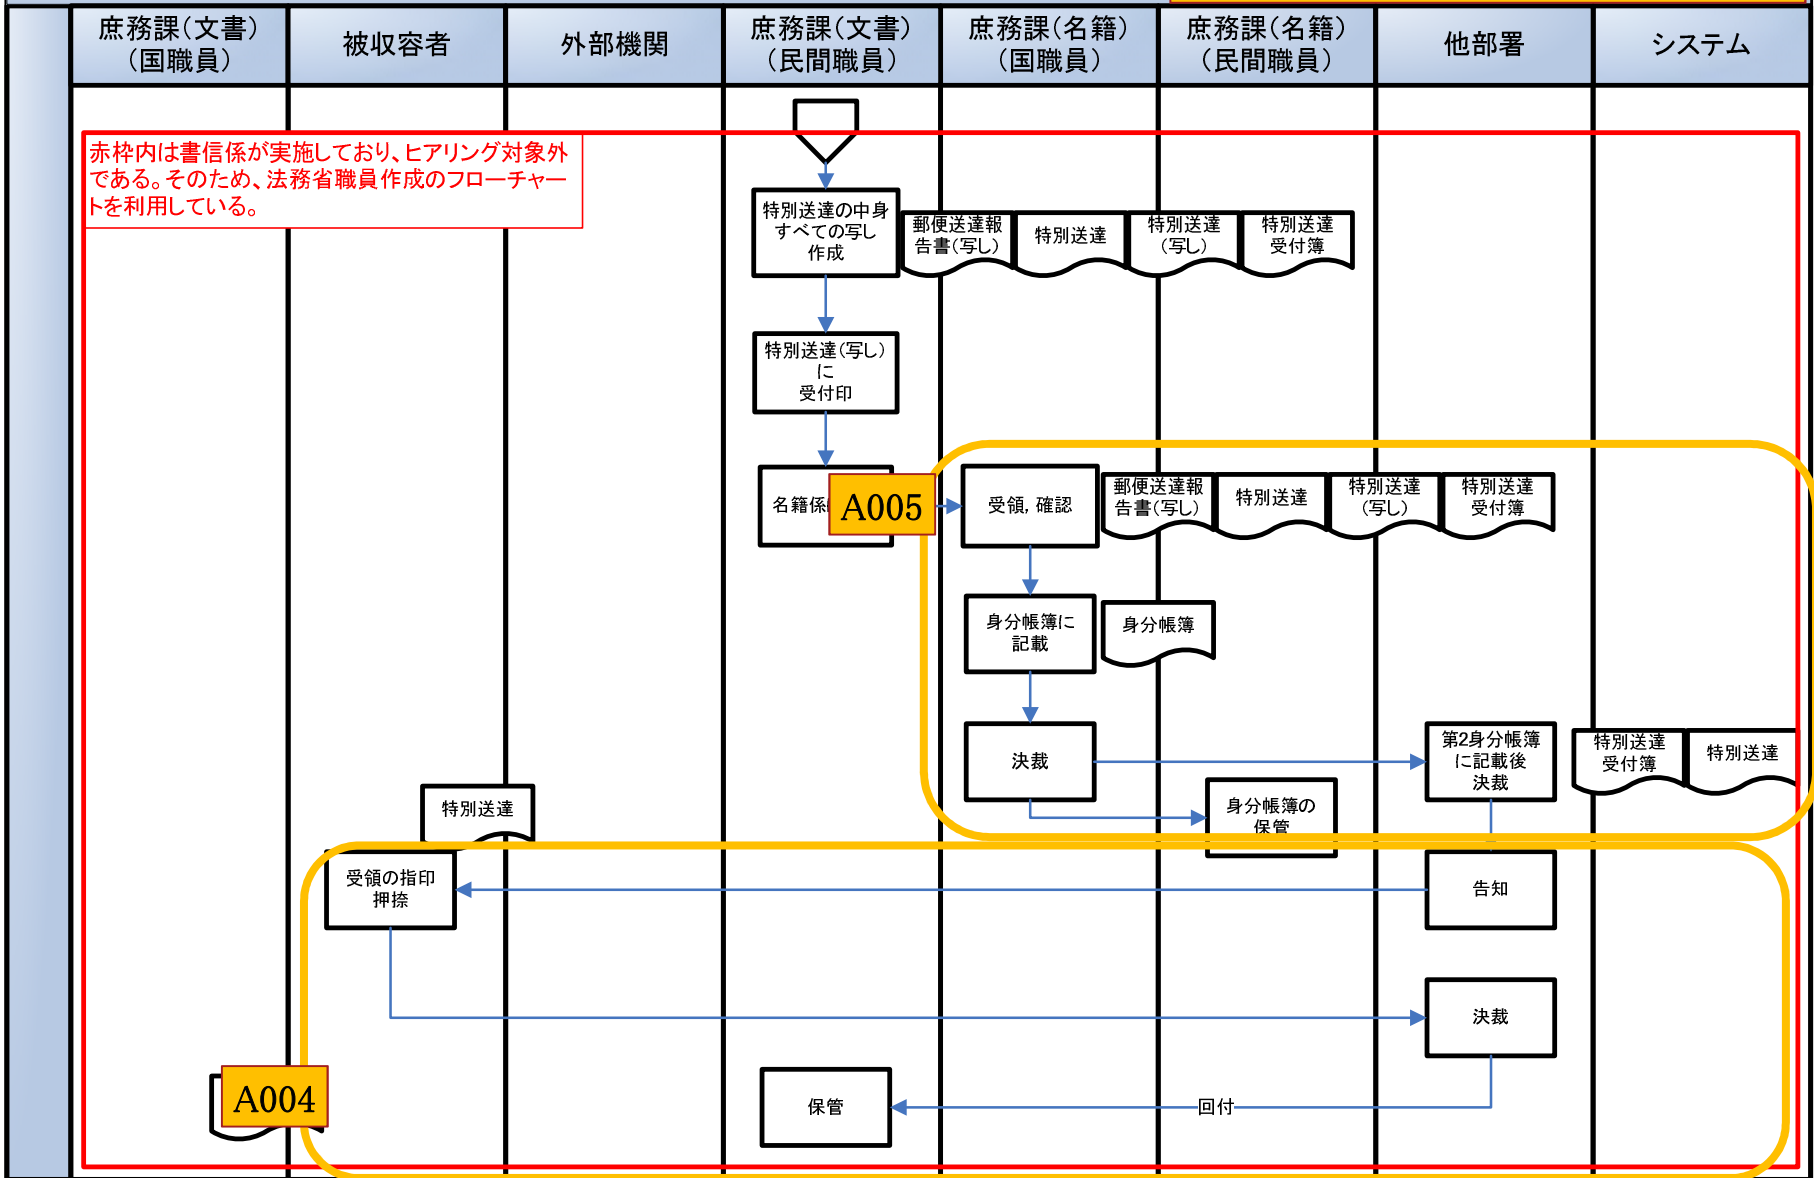 庶務課(文書)
(国職員)
被収容者
外部機関
庶務課(文書)
(民間職員)
庶務課(名籍)
(国職員)
庶務課(名籍)
(民間職員)
他部署
システム
赤枠内は書信係が実施しており、ヒアリング対象外
である。そのため、法務省職員作成のフローチャー
トを利用している。
特別送達の中身
すべての写し
作成
郵便送達報
告書(写し)
特別送達
特別送達
(写し)
特別送達
受付簿
特別送達(写し)
に
受付印
名籍係
A005
受領,確認
郵便送達報
告書(写し)
特別送達
特別送達
(写し)
特別送達
受付簿
身分帳簿に
記載
身分帳簿
決裁
第2身分帳簿
に記載後
決裁
特別送達
受付簿
特別送達
特別送達
身分帳簿の
保管
受領の指印
押捺
告知
決裁
A004
保管
回付